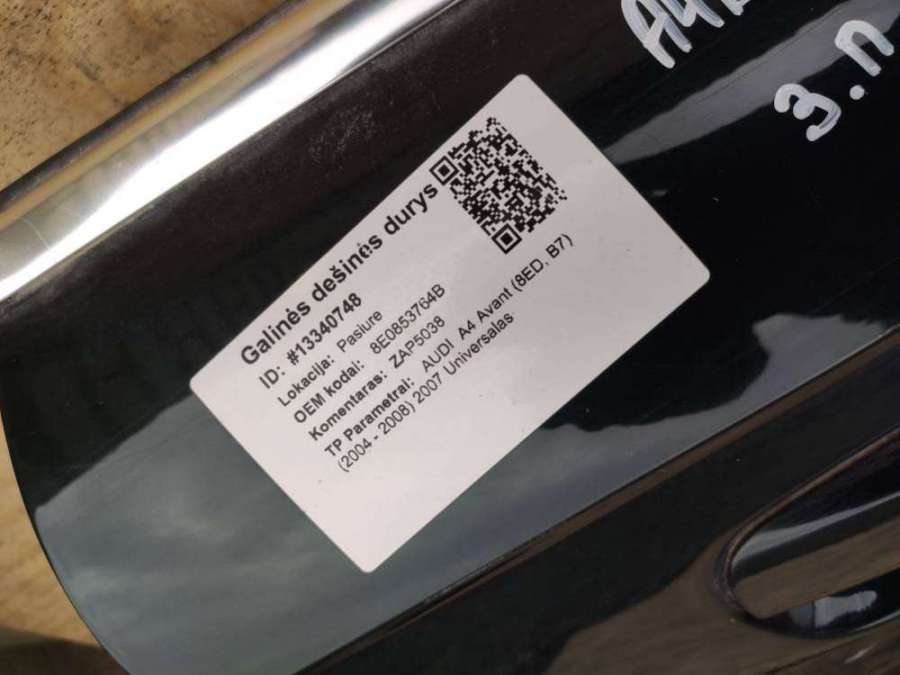 Galinės dešinės durys
ID: #13340748
Lokacija: Pasiure
OEM kodai: 8E0853764B
Komentaras: ZAP5038
TP Parametrai: AUDI A4 Avant (8ED, B7)
(2004 - 2008) 2007 Universalas
З.П